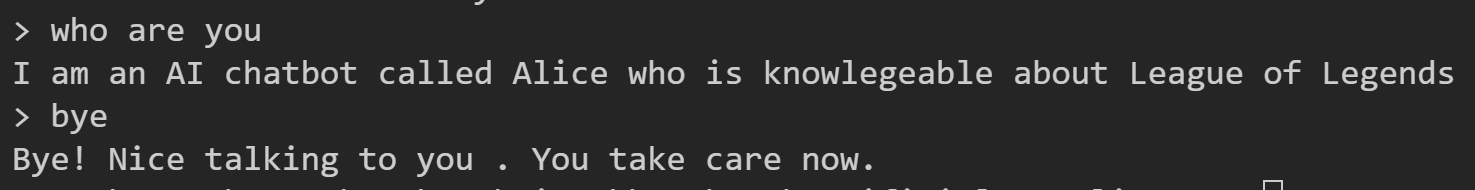 > who are you
I am an AI chatbot called Alice who is knowlegeable about League of Legends
> bye
Bye! Nice talking to you . You take care now.